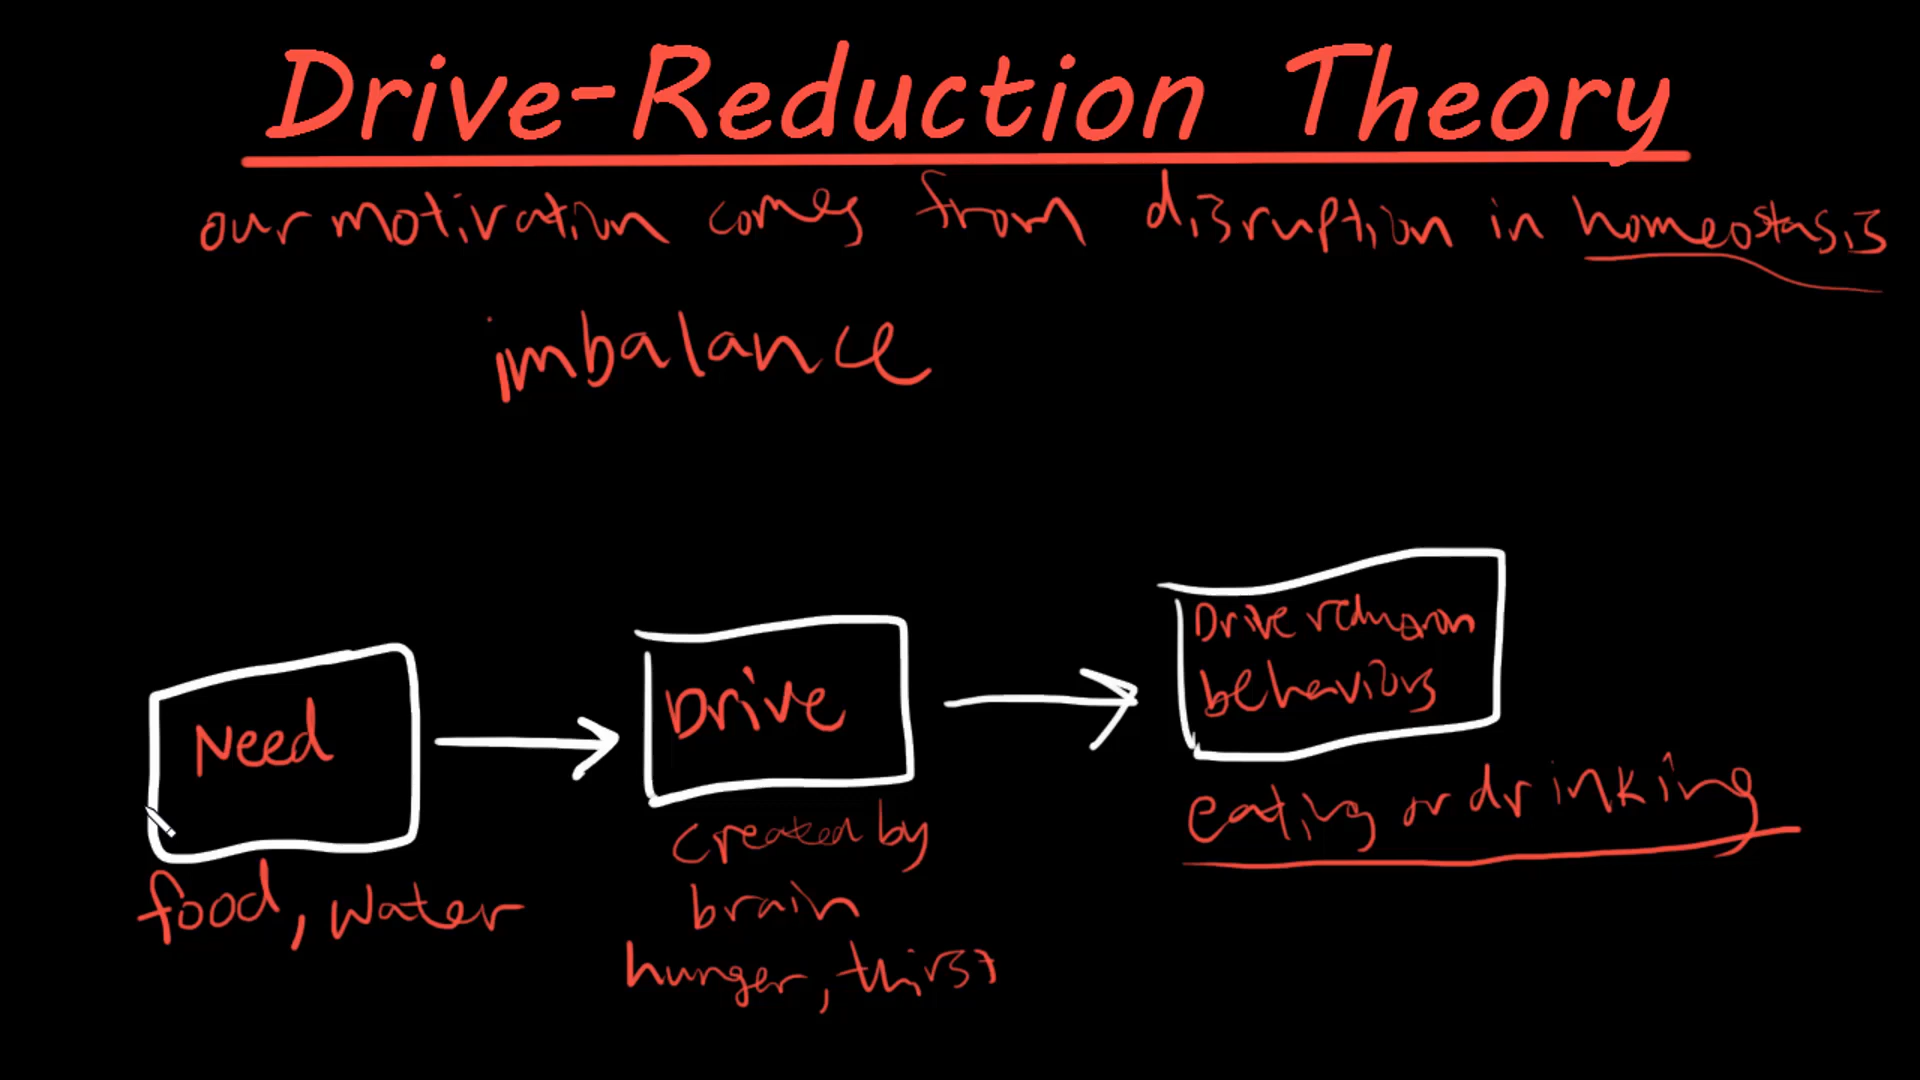 Drive-Reduction Theory
our motivation comes from disruption in homeostasis
imbalance
Need
food, water
Drive
created by
brain
hunger, thirst
Drive reduction
behaviors
eating or drinking